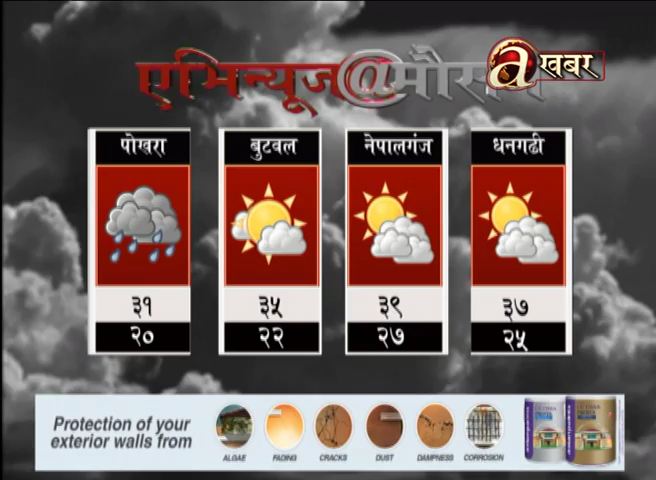 एभिन्यूज@मौसम
a खबर
पोखरा
बुटवल
नेपालगंज
धनगढी
३१
३५
३९
३७
२०
२२
२७
२५
Protection of your
exterior walls from
ALGAE
FADING
CRACKS
DUST
DAMPNESS
CORROSION